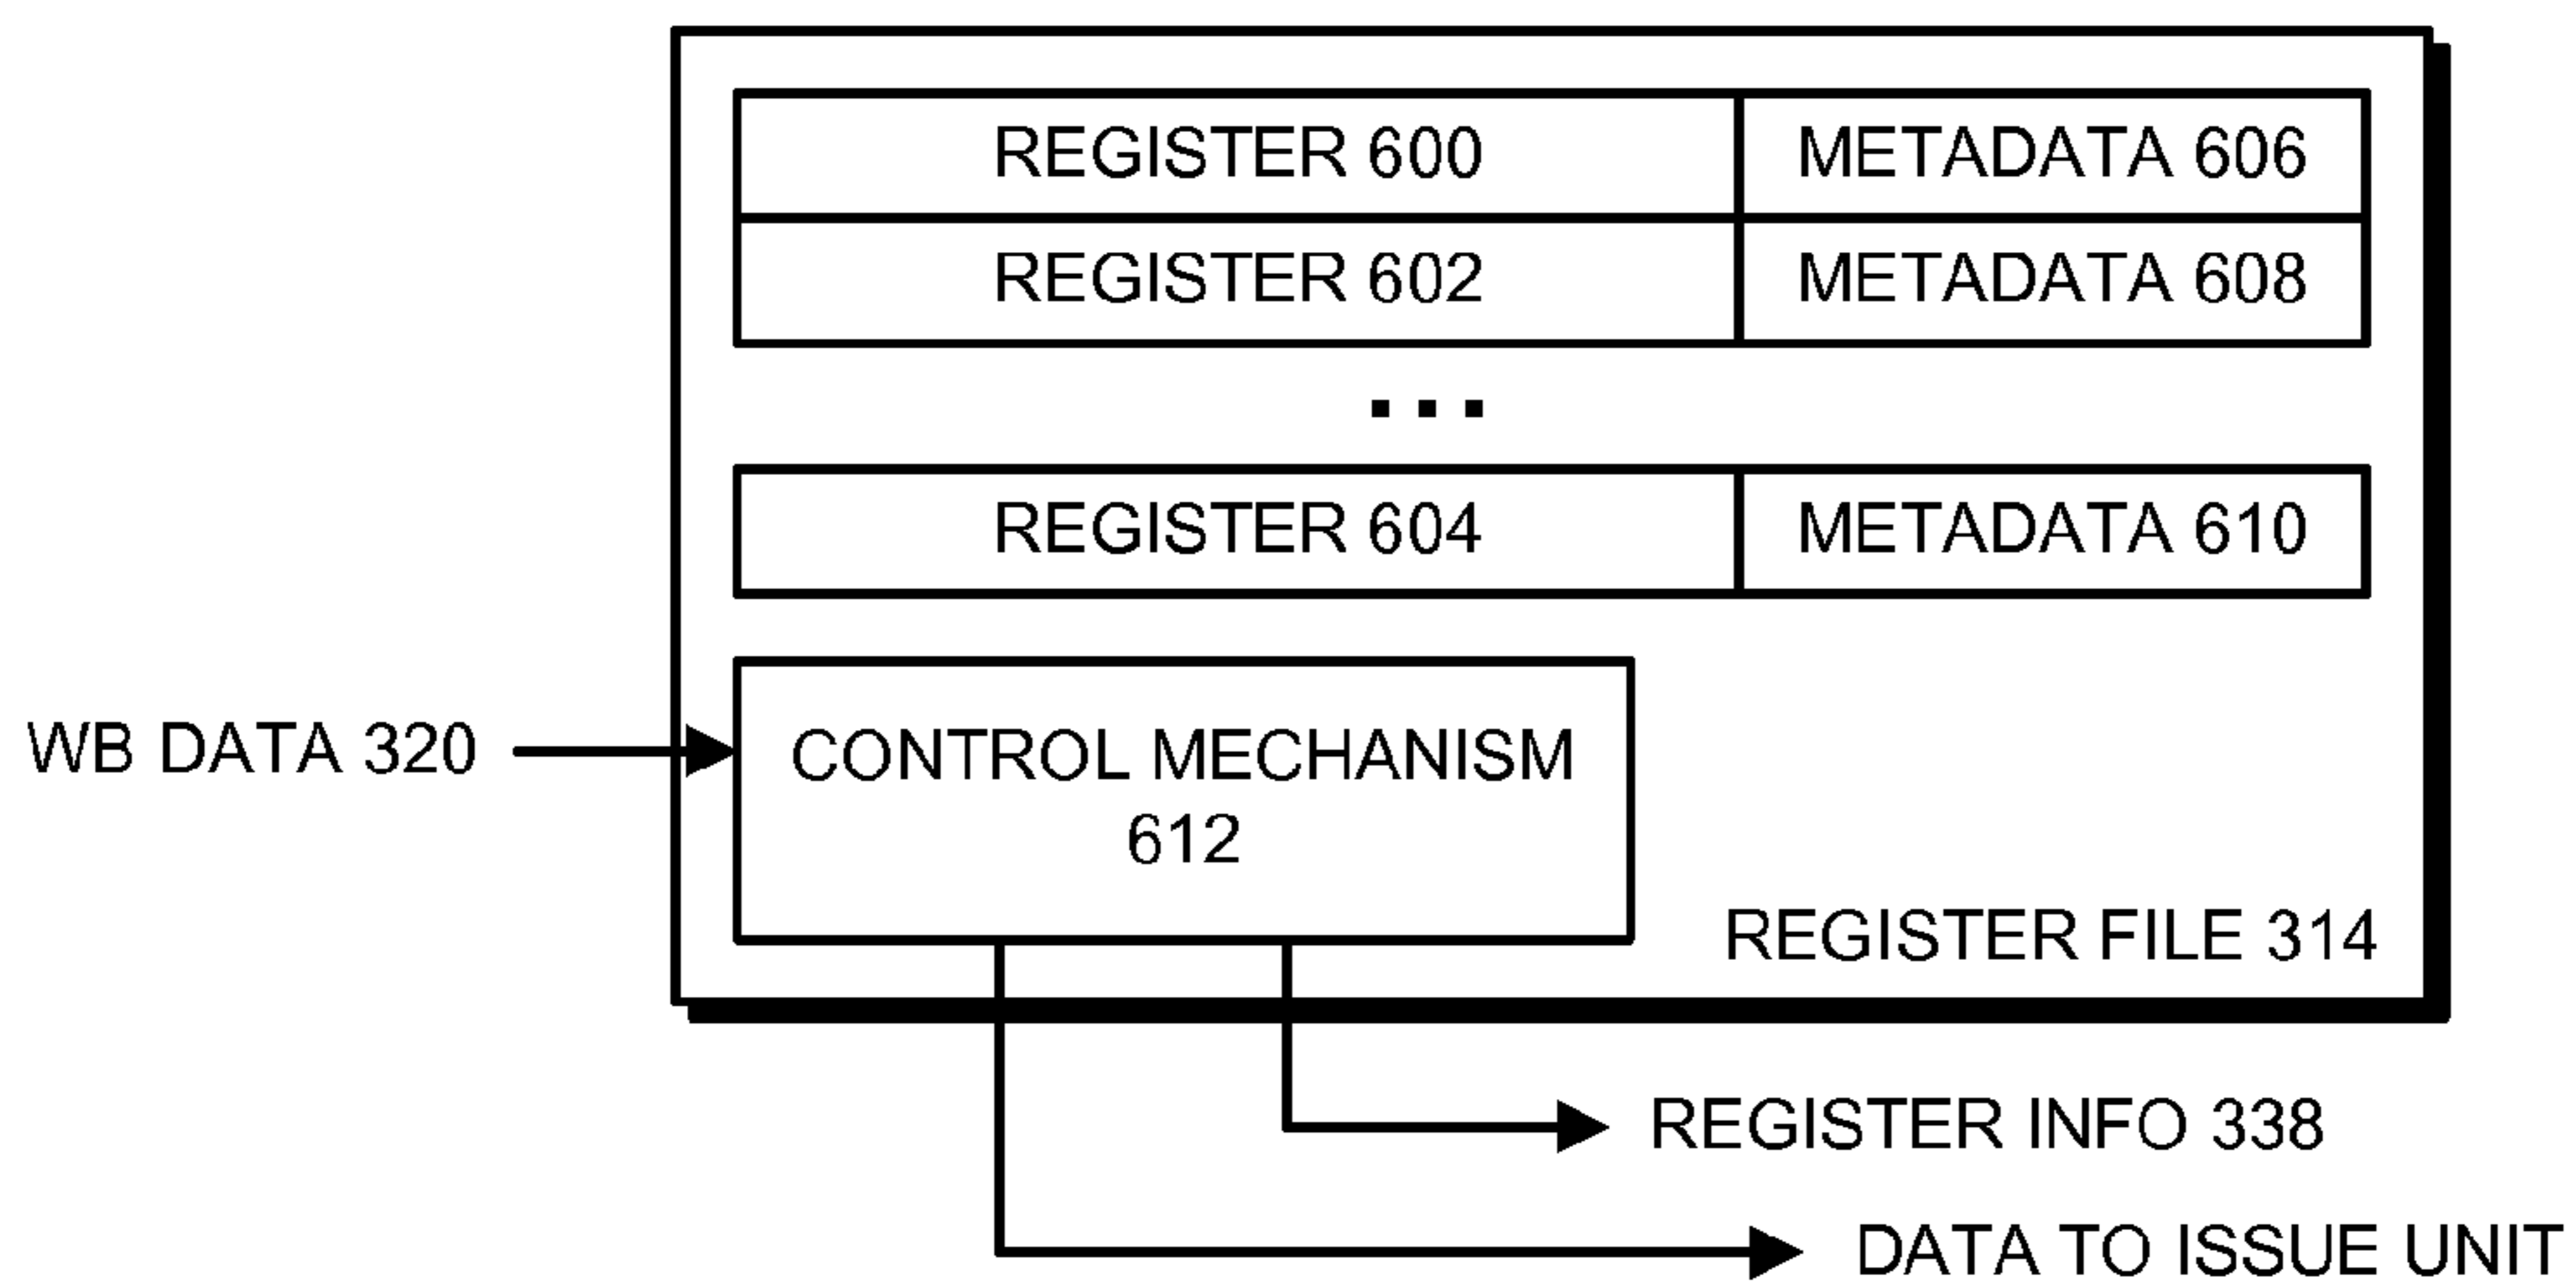 REGISTER 600 METADATA 606
REGISTER 602 METADATA 608
...
REGISTER 604 METADATA 610
WB DATA 320
CONTROL MECHANISM
612
REGISTER FILE 314
REGISTER INFO 338
DATA TO ISSUE UNIT